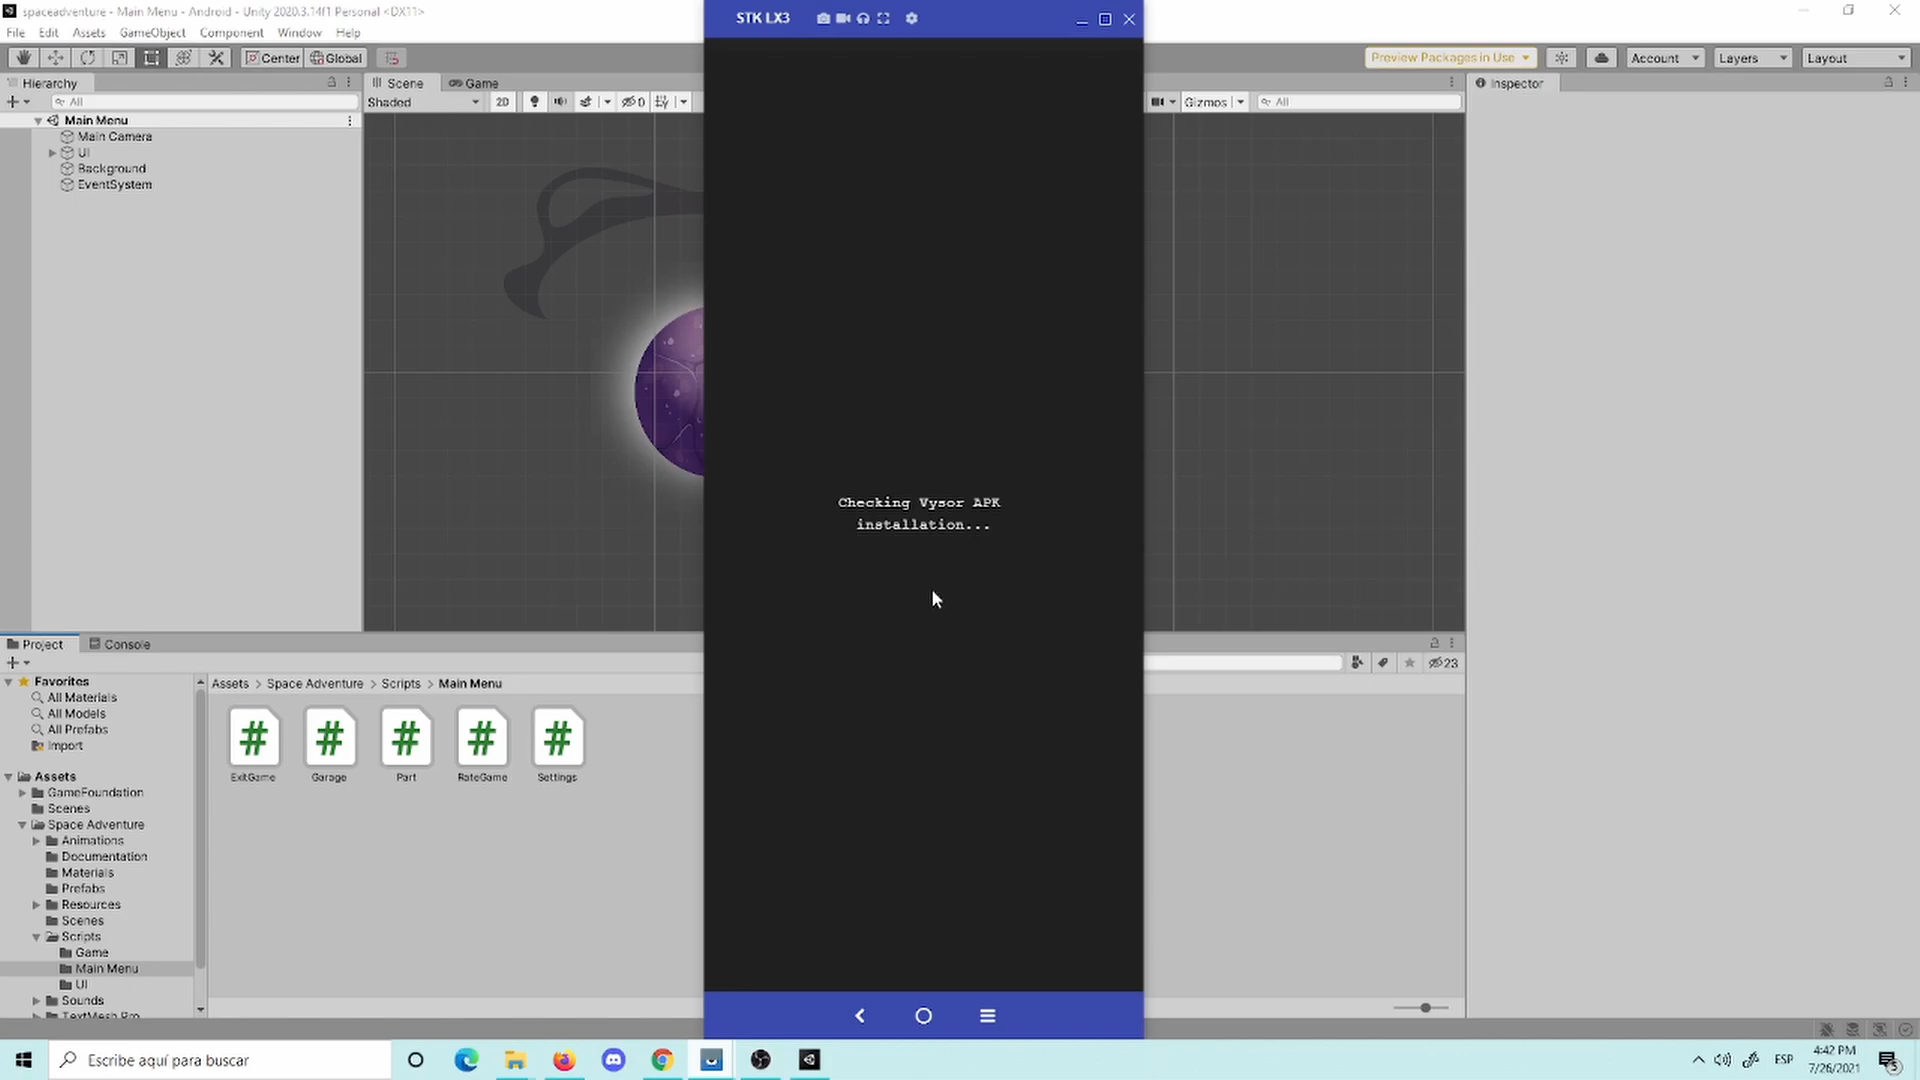 spaceadventure - Main Menu - Android - Unity 2020.3.14f1 Personal <DX11>
STK LX3
File Edit Assets GameObject Component Window Help
Center Global
Preview Packages in Use
Account Layers Layout
Hierarchy
Scene Game
Inspector
All
Shaded 2D 0
Gizmos All
Main Menu
Main Camera
UI
Background
EventSystem
Checking Vysor APK
installation...
Project Console
23
Favorites
All Materials
All Models
All Prefabs
Import
Assets
GameFoundation
Scenes
Space Adventure
Animations
Documentation
Materials
Prefabs
Resources
Scenes
Scripts
Game
Main Menu
UI
Sounds
TextMesh Pro
Assets > Space Adventure > Scripts > Main Menu
ExitGame Garage Part RateGame Settings
Escribe aquí para buscar
ESP
4:42 PM
7/26/2021
5